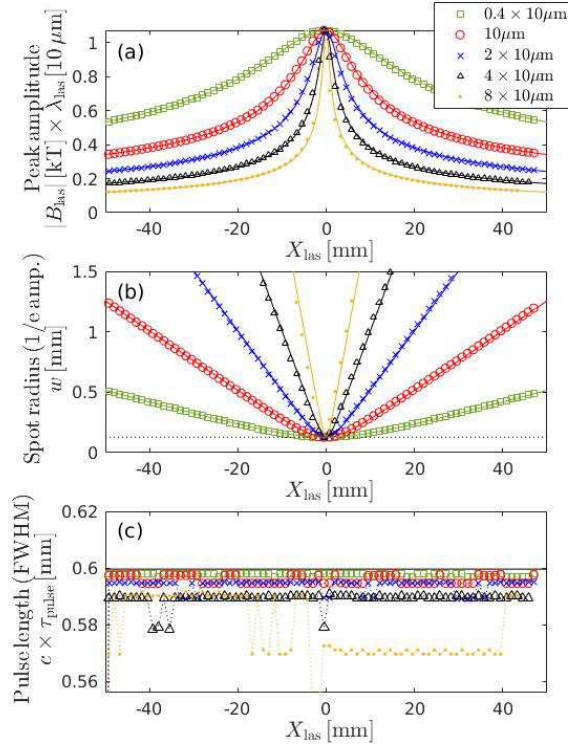 (a)
Peak amplitude
|B_las| [kT] × λ_las [10 μm]
1
0.8
0.6
0.4
0.2
0
-40 -20 0 20 40
X_las [mm]
0.4 × 10μm
10μm
2 × 10μm
4 × 10μm
8 × 10μm
(b)
Spot radius (1/e amp.)
w [mm]
1.5
1
0.5
0
-40 -20 0 20 40
X_las [mm]
(c)
Pulse length (FWHM)
c × τ_pulse [mm]
0.62
0.6
0.58
0.56
-40 -20 0 20 40
X_las [mm]